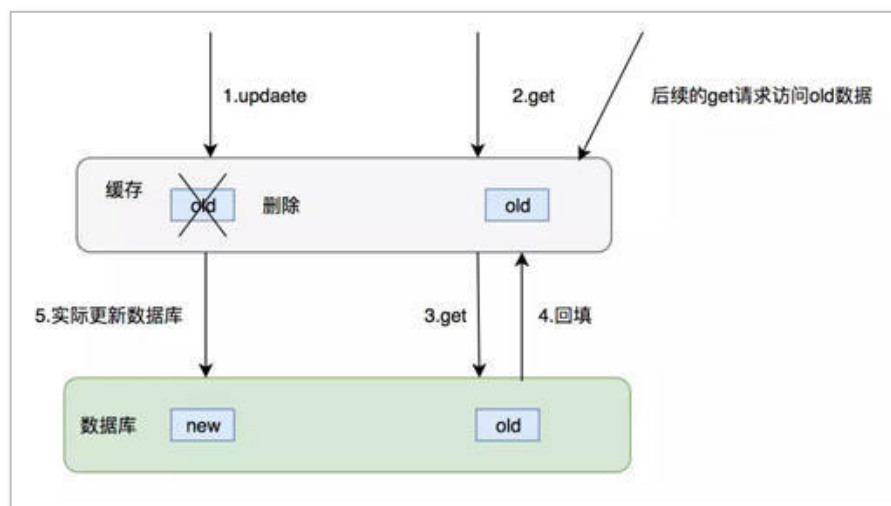 1.updaete
2.get
后续的get请求访问old数据
缓存
old
删除
old
5.实际更新数据库
3.get
4.回填
数据库
new
old